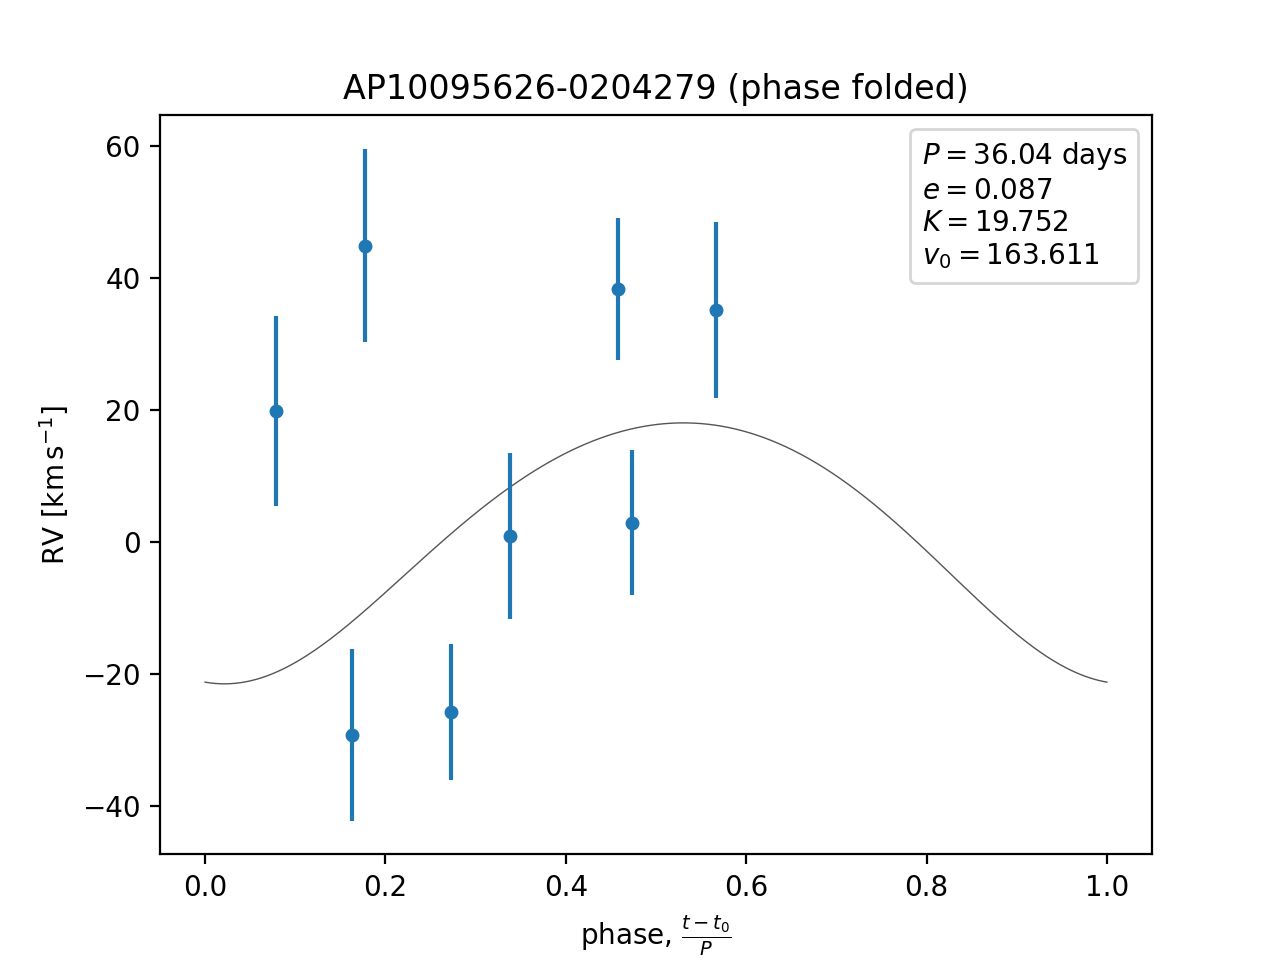 AP10095626-0204279 (phase folded)
P = 36.04 days
e = 0.087
K = 19.752
v₀ = 163.611
RV [km s⁻¹]
60
40
20
0
−20
−40
0.0 0.2 0.4 0.6 0.8 1.0
phase, (t − t₀)/P